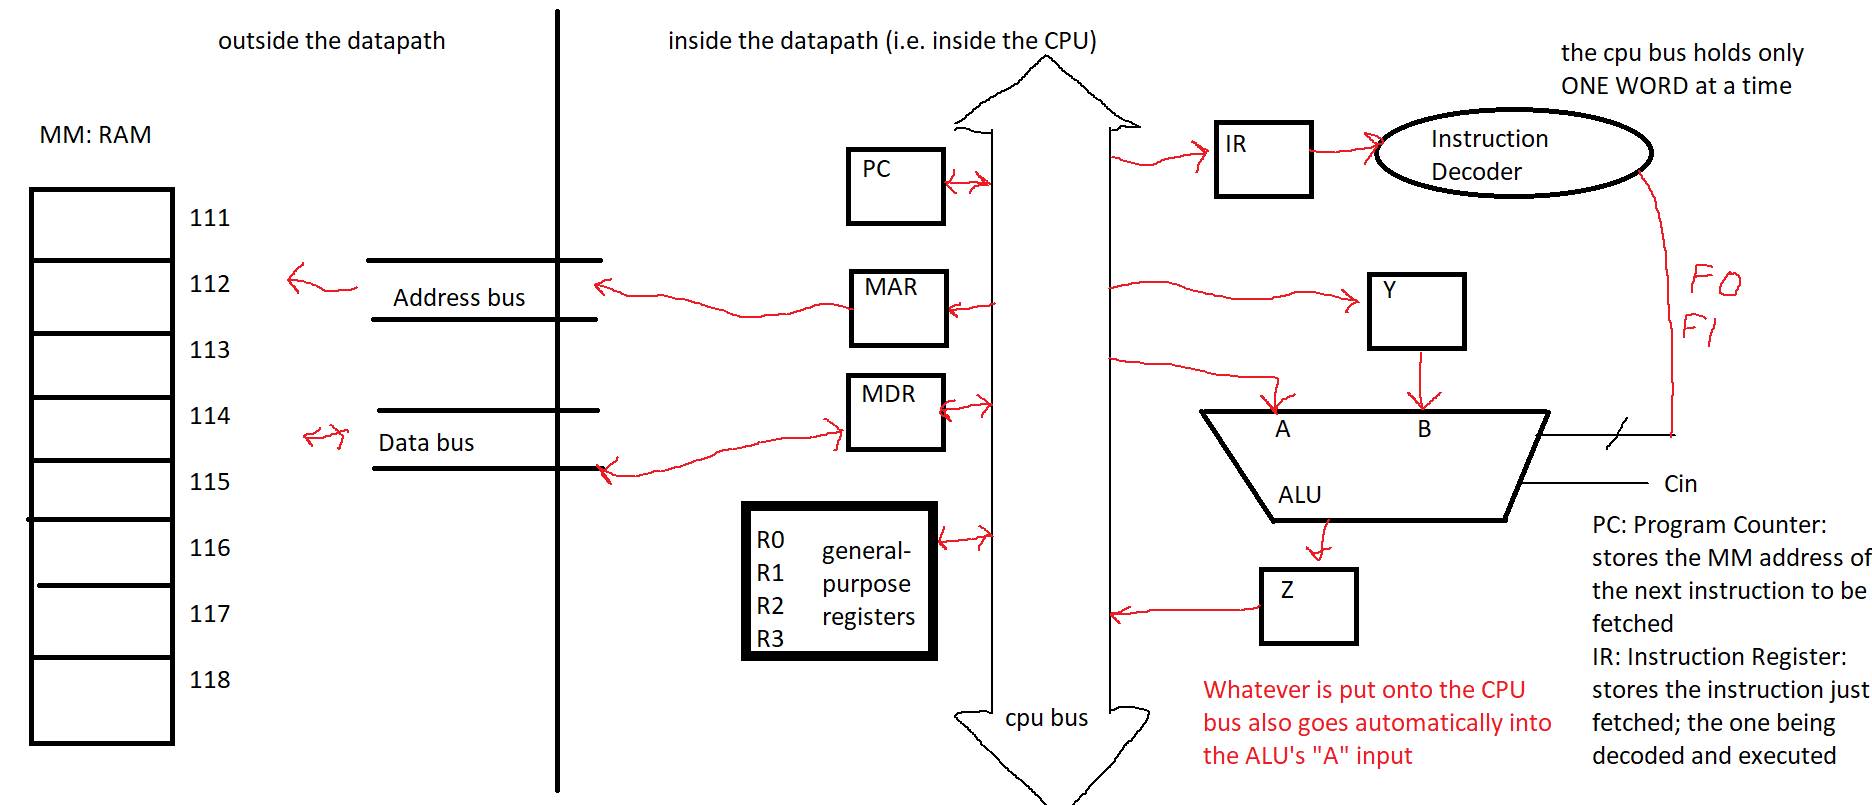 outside the datapath
inside the datapath (i.e. inside the CPU)
the cpu bus holds only
ONE WORD at a time
MM: RAM
111
112
113
114
115
116
117
118
Address bus
Data bus
PC
MAR
MDR
R0
R1
R2
R3
general-
purpose
registers
cpu bus
IR
Instruction
Decoder
F0
F1
Y
A
B
ALU
Cin
Z
Whatever is put onto the CPU
bus also goes automatically into
the ALU's "A" input
PC: Program Counter:
stores the MM address of
the next instruction to be
fetched
IR: Instruction Register:
stores the instruction just
fetched; the one being
decoded and executed